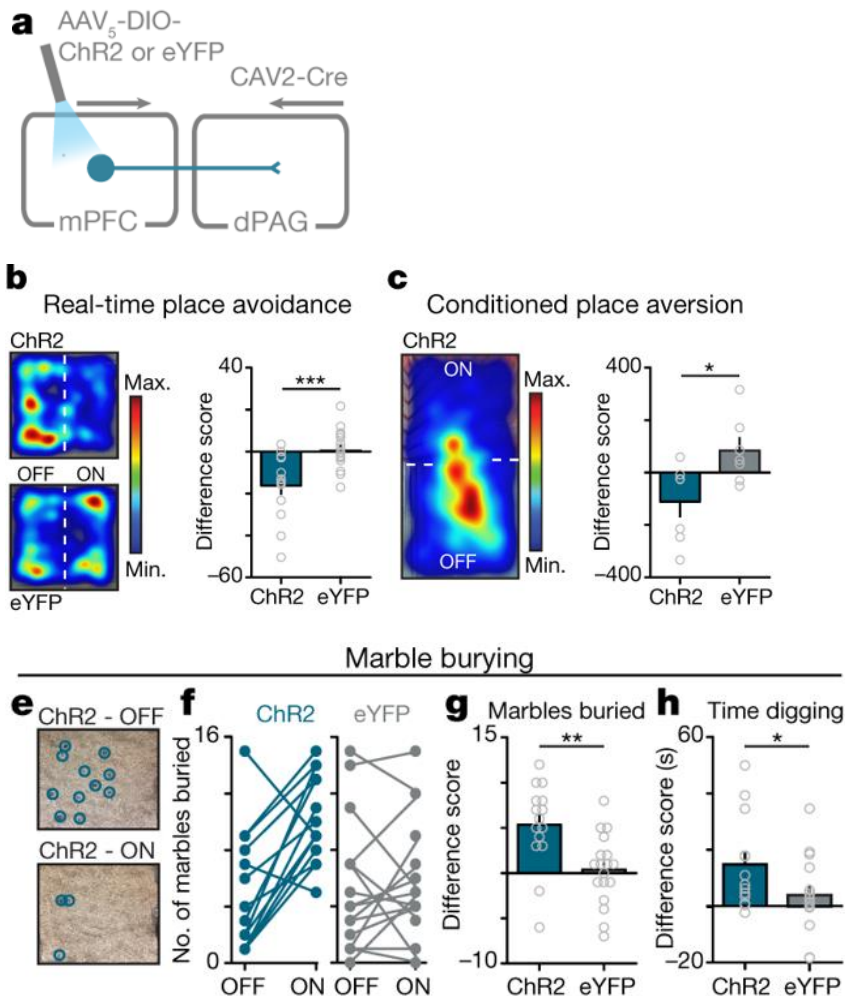 a
AAV5-DIO-
ChR2 or eYFP
CAV2-Cre
mPFC
dPAG
b
Real-time place avoidance
ChR2
OFF ON
eYFP
Max.
Min.
Difference score
40
−60
***
ChR2 eYFP
c
Conditioned place aversion
ChR2
ON
OFF
Max.
Min.
Difference score
400
−400
*
ChR2 eYFP
Marble burying
e
ChR2 - OFF
ChR2 - ON
f
ChR2 eYFP
No. of marbles buried
16
0
OFF ON OFF ON
g
Marbles buried
Difference score
15
−10
**
ChR2 eYFP
h
Time digging
Difference score (s)
60
−20
*
ChR2 eYFP